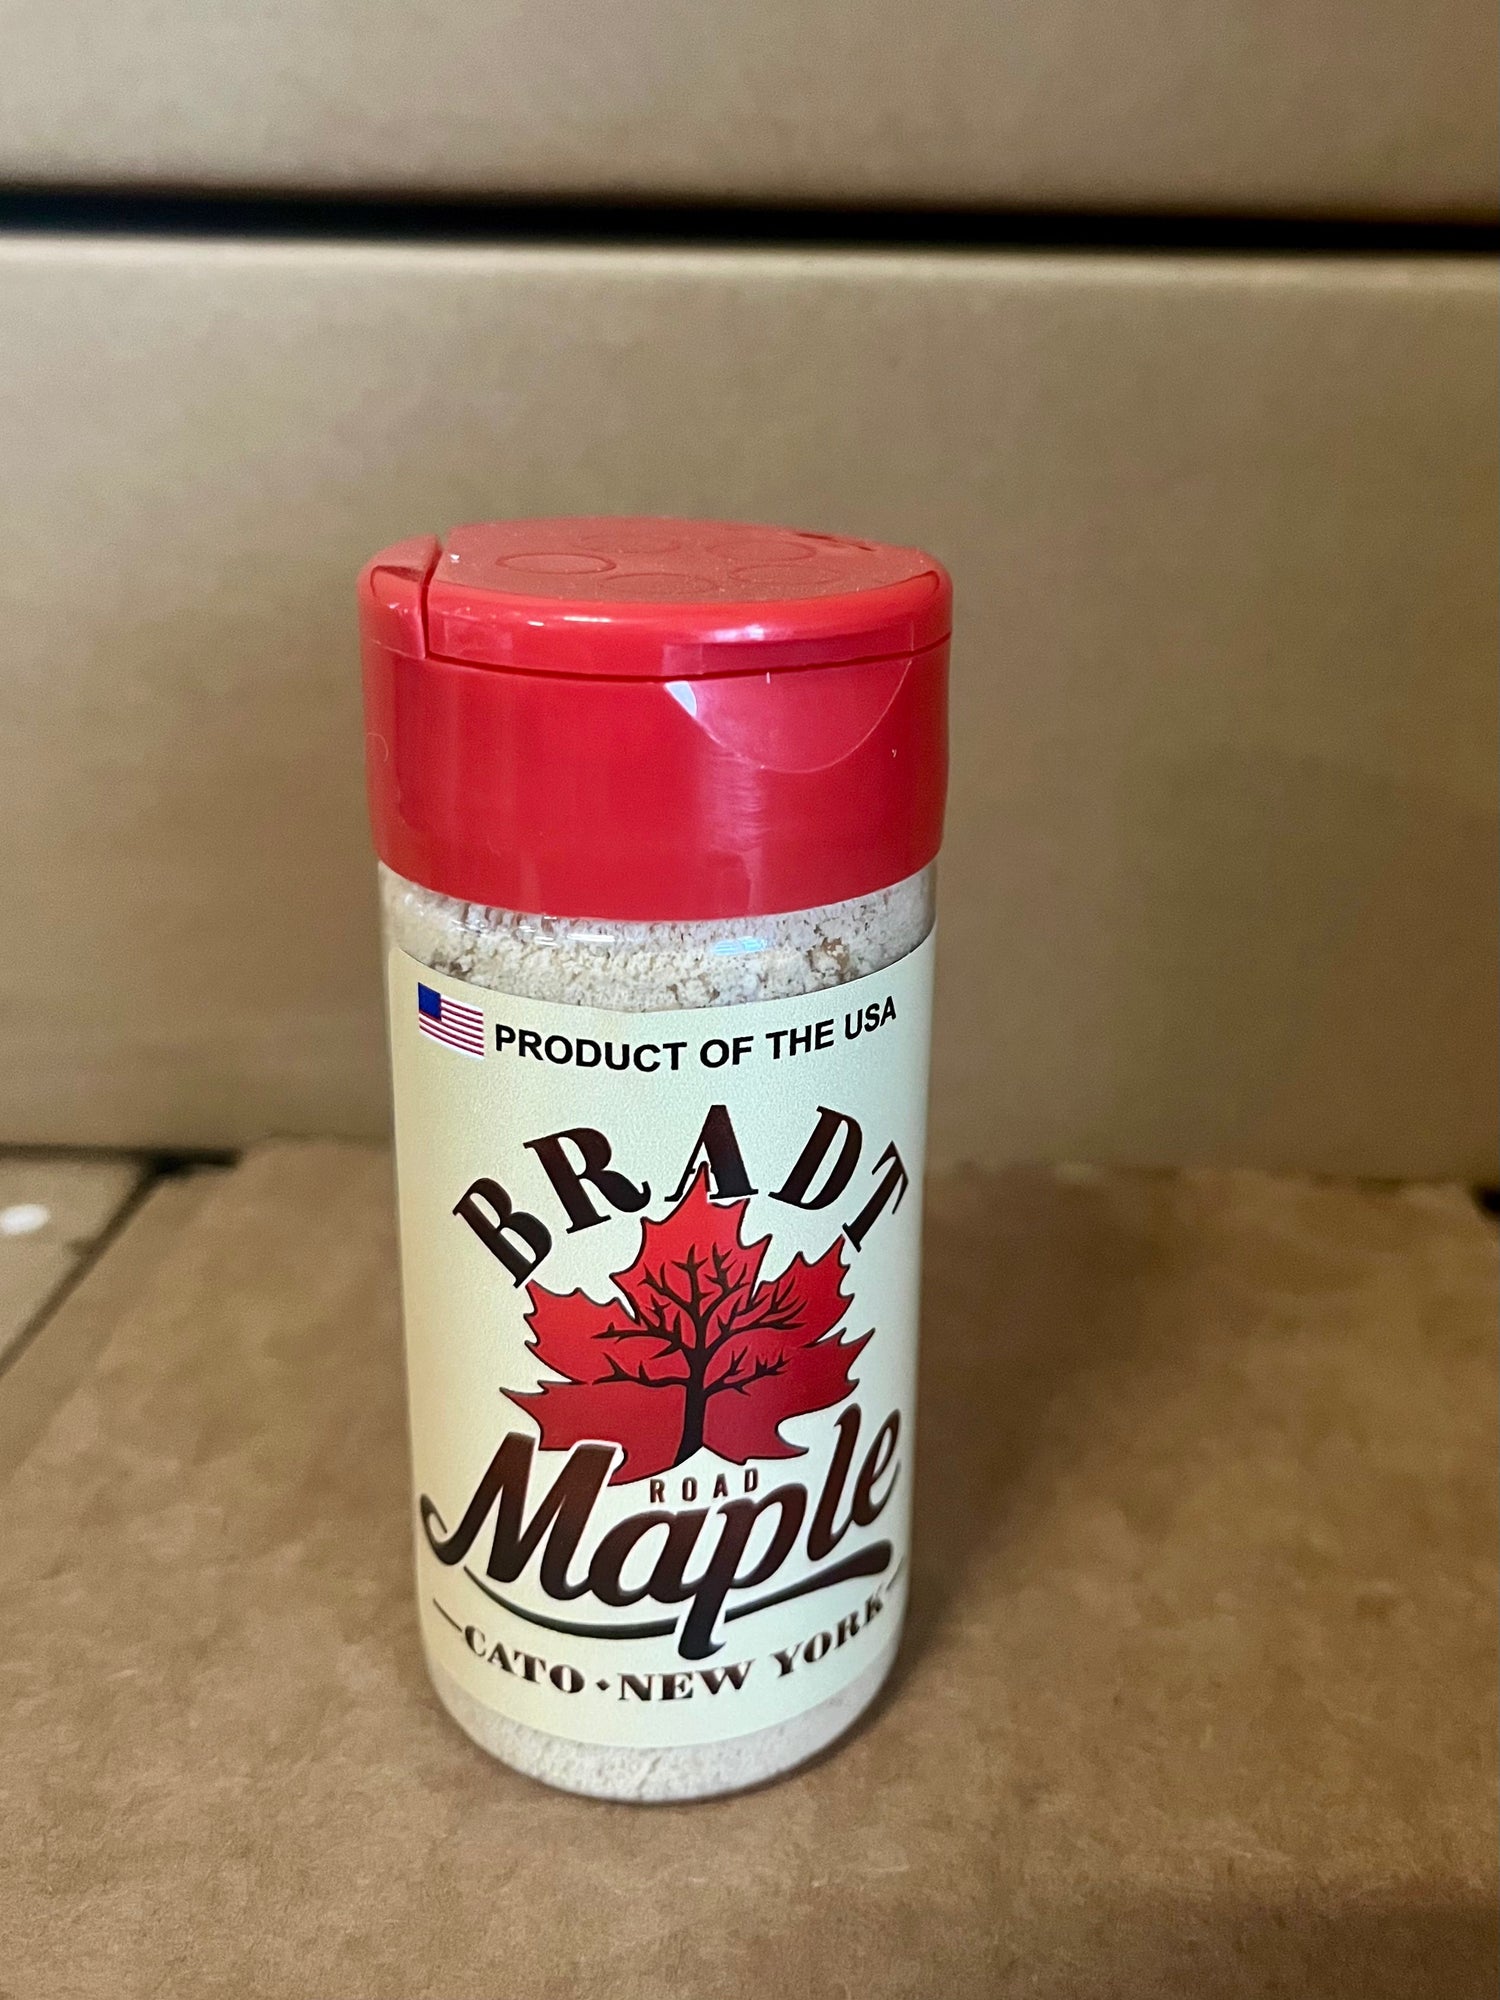 PRODUCT OF THE USA
BRADT
ROAD
Maple
CATO • NEW YORK